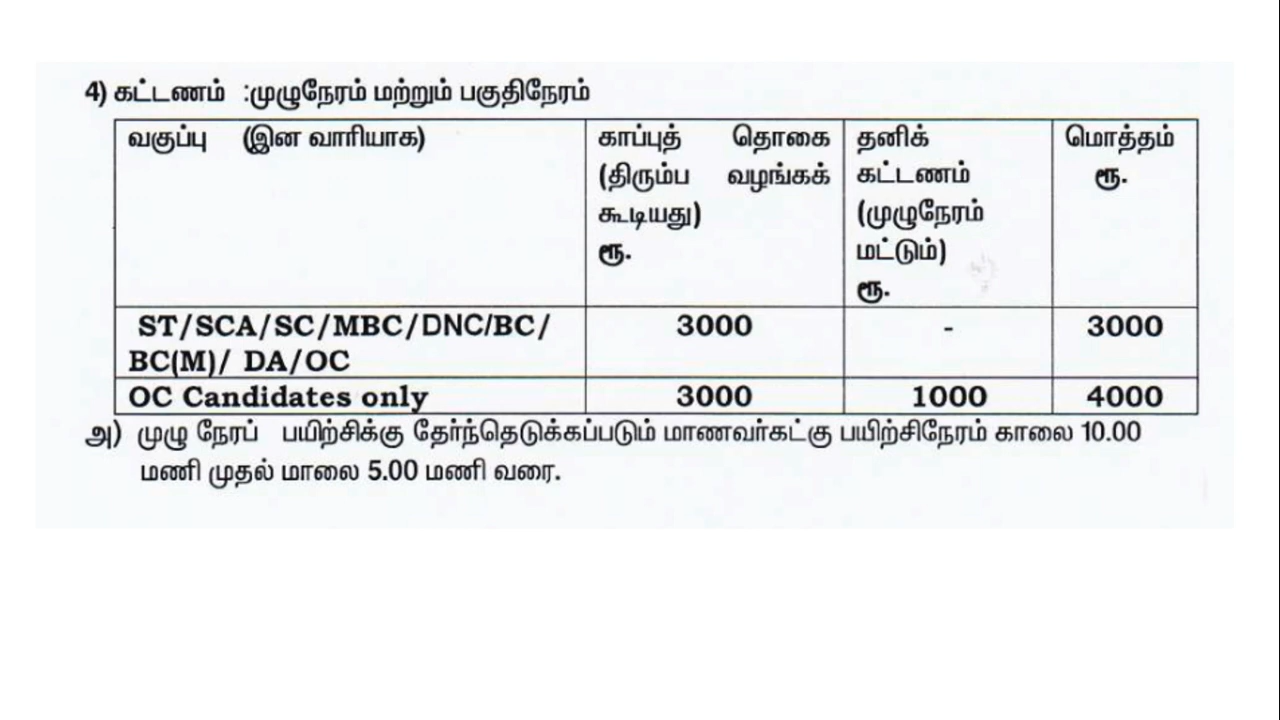 4) கட்டணம் :முழுநேரம் மற்றும் பகுதிநேரம்
வகுப்பு (இன வாரியாக)
காப்புத் தொகை
(திரும்ப வழங்கக்
கூடியது)
ரூ.
தனிக்
கட்டணம்
(முழுநேரம்
மட்டும்)
ரூ.
மொத்தம்
ரூ.
ST/SCA/SC/MBC/DNC/BC/
BC(M)/ DA/OC
3000
-
3000
OC Candidates only
3000
1000
4000
அ) முழு நேரப் பயிற்சிக்கு தேர்ந்தெடுக்கப்படும் மாணவர்கட்கு பயிற்சிநேரம் காலை 10.00
மணி முதல் மாலை 5.00 மணி வரை.